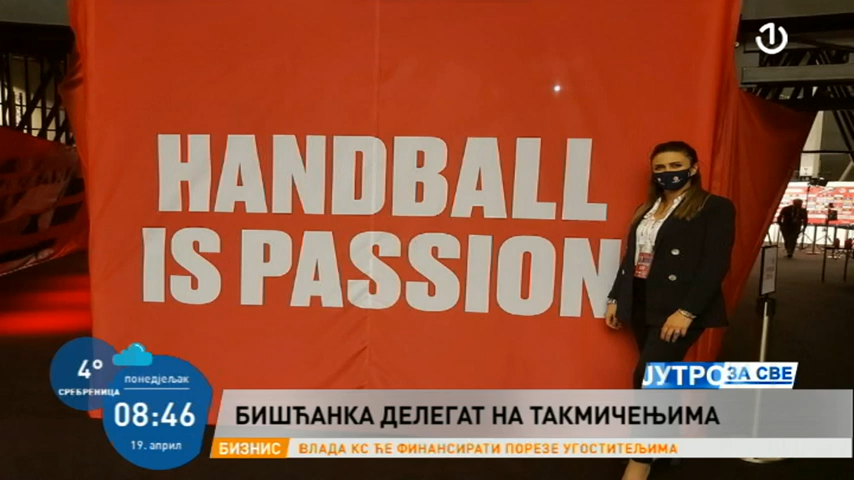 HANDBALL
IS PASSION
4°
СРЕБРЕНИЦА
понедјељак
08:46
19. април
ЈУТРО ЗА СВЕ
БИШЋАНКА ДЕЛЕГАТ НА ТАКМИЧЕЊИМА
БИЗНИС ВЛАДА КС ЋЕ ФИНАНСИРАТИ ПОРЕЗЕ УГОСТИТЕЉИМА